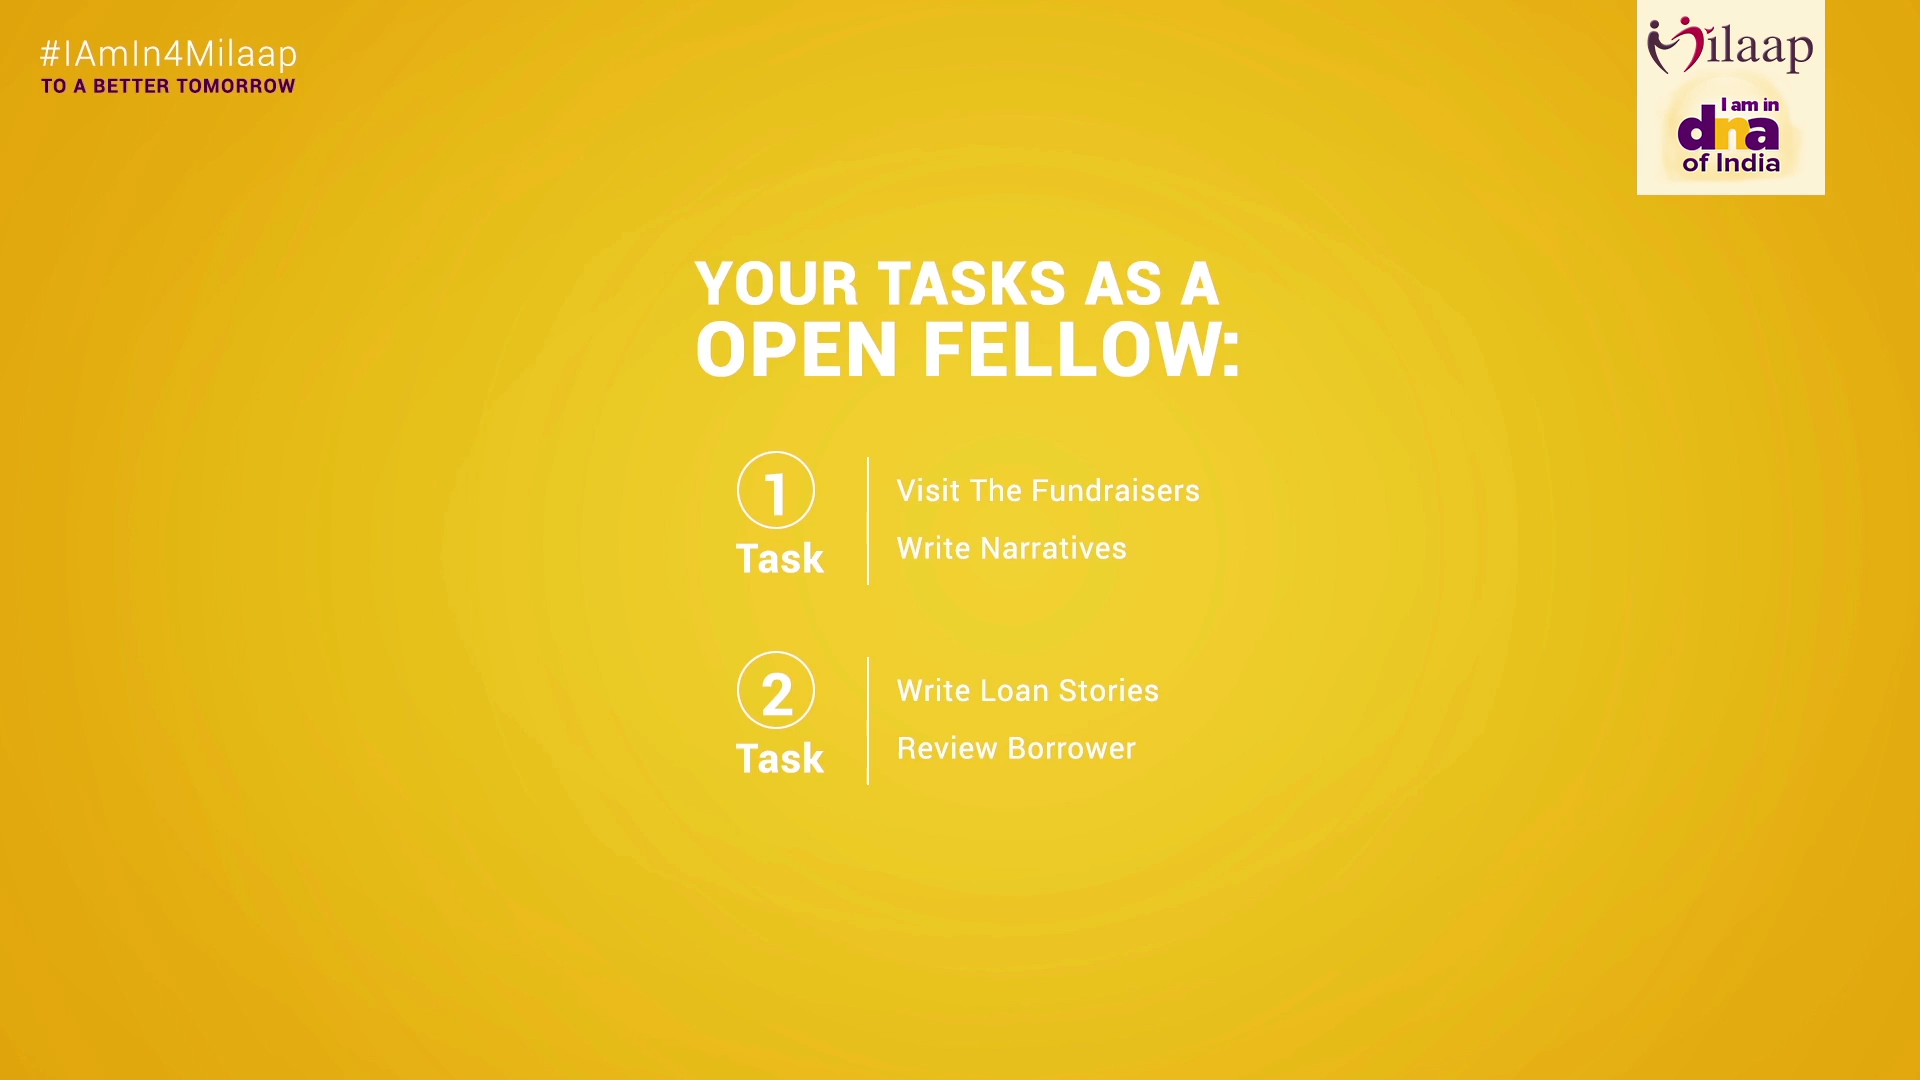 #IAmIn4Milaap
TO A BETTER TOMORROW
Milaap
I am in
dna
of India
YOUR TASKS AS A
OPEN FELLOW:
1
Task
Visit The Fundraisers
Write Narratives
2
Task
Write Loan Stories
Review Borrower